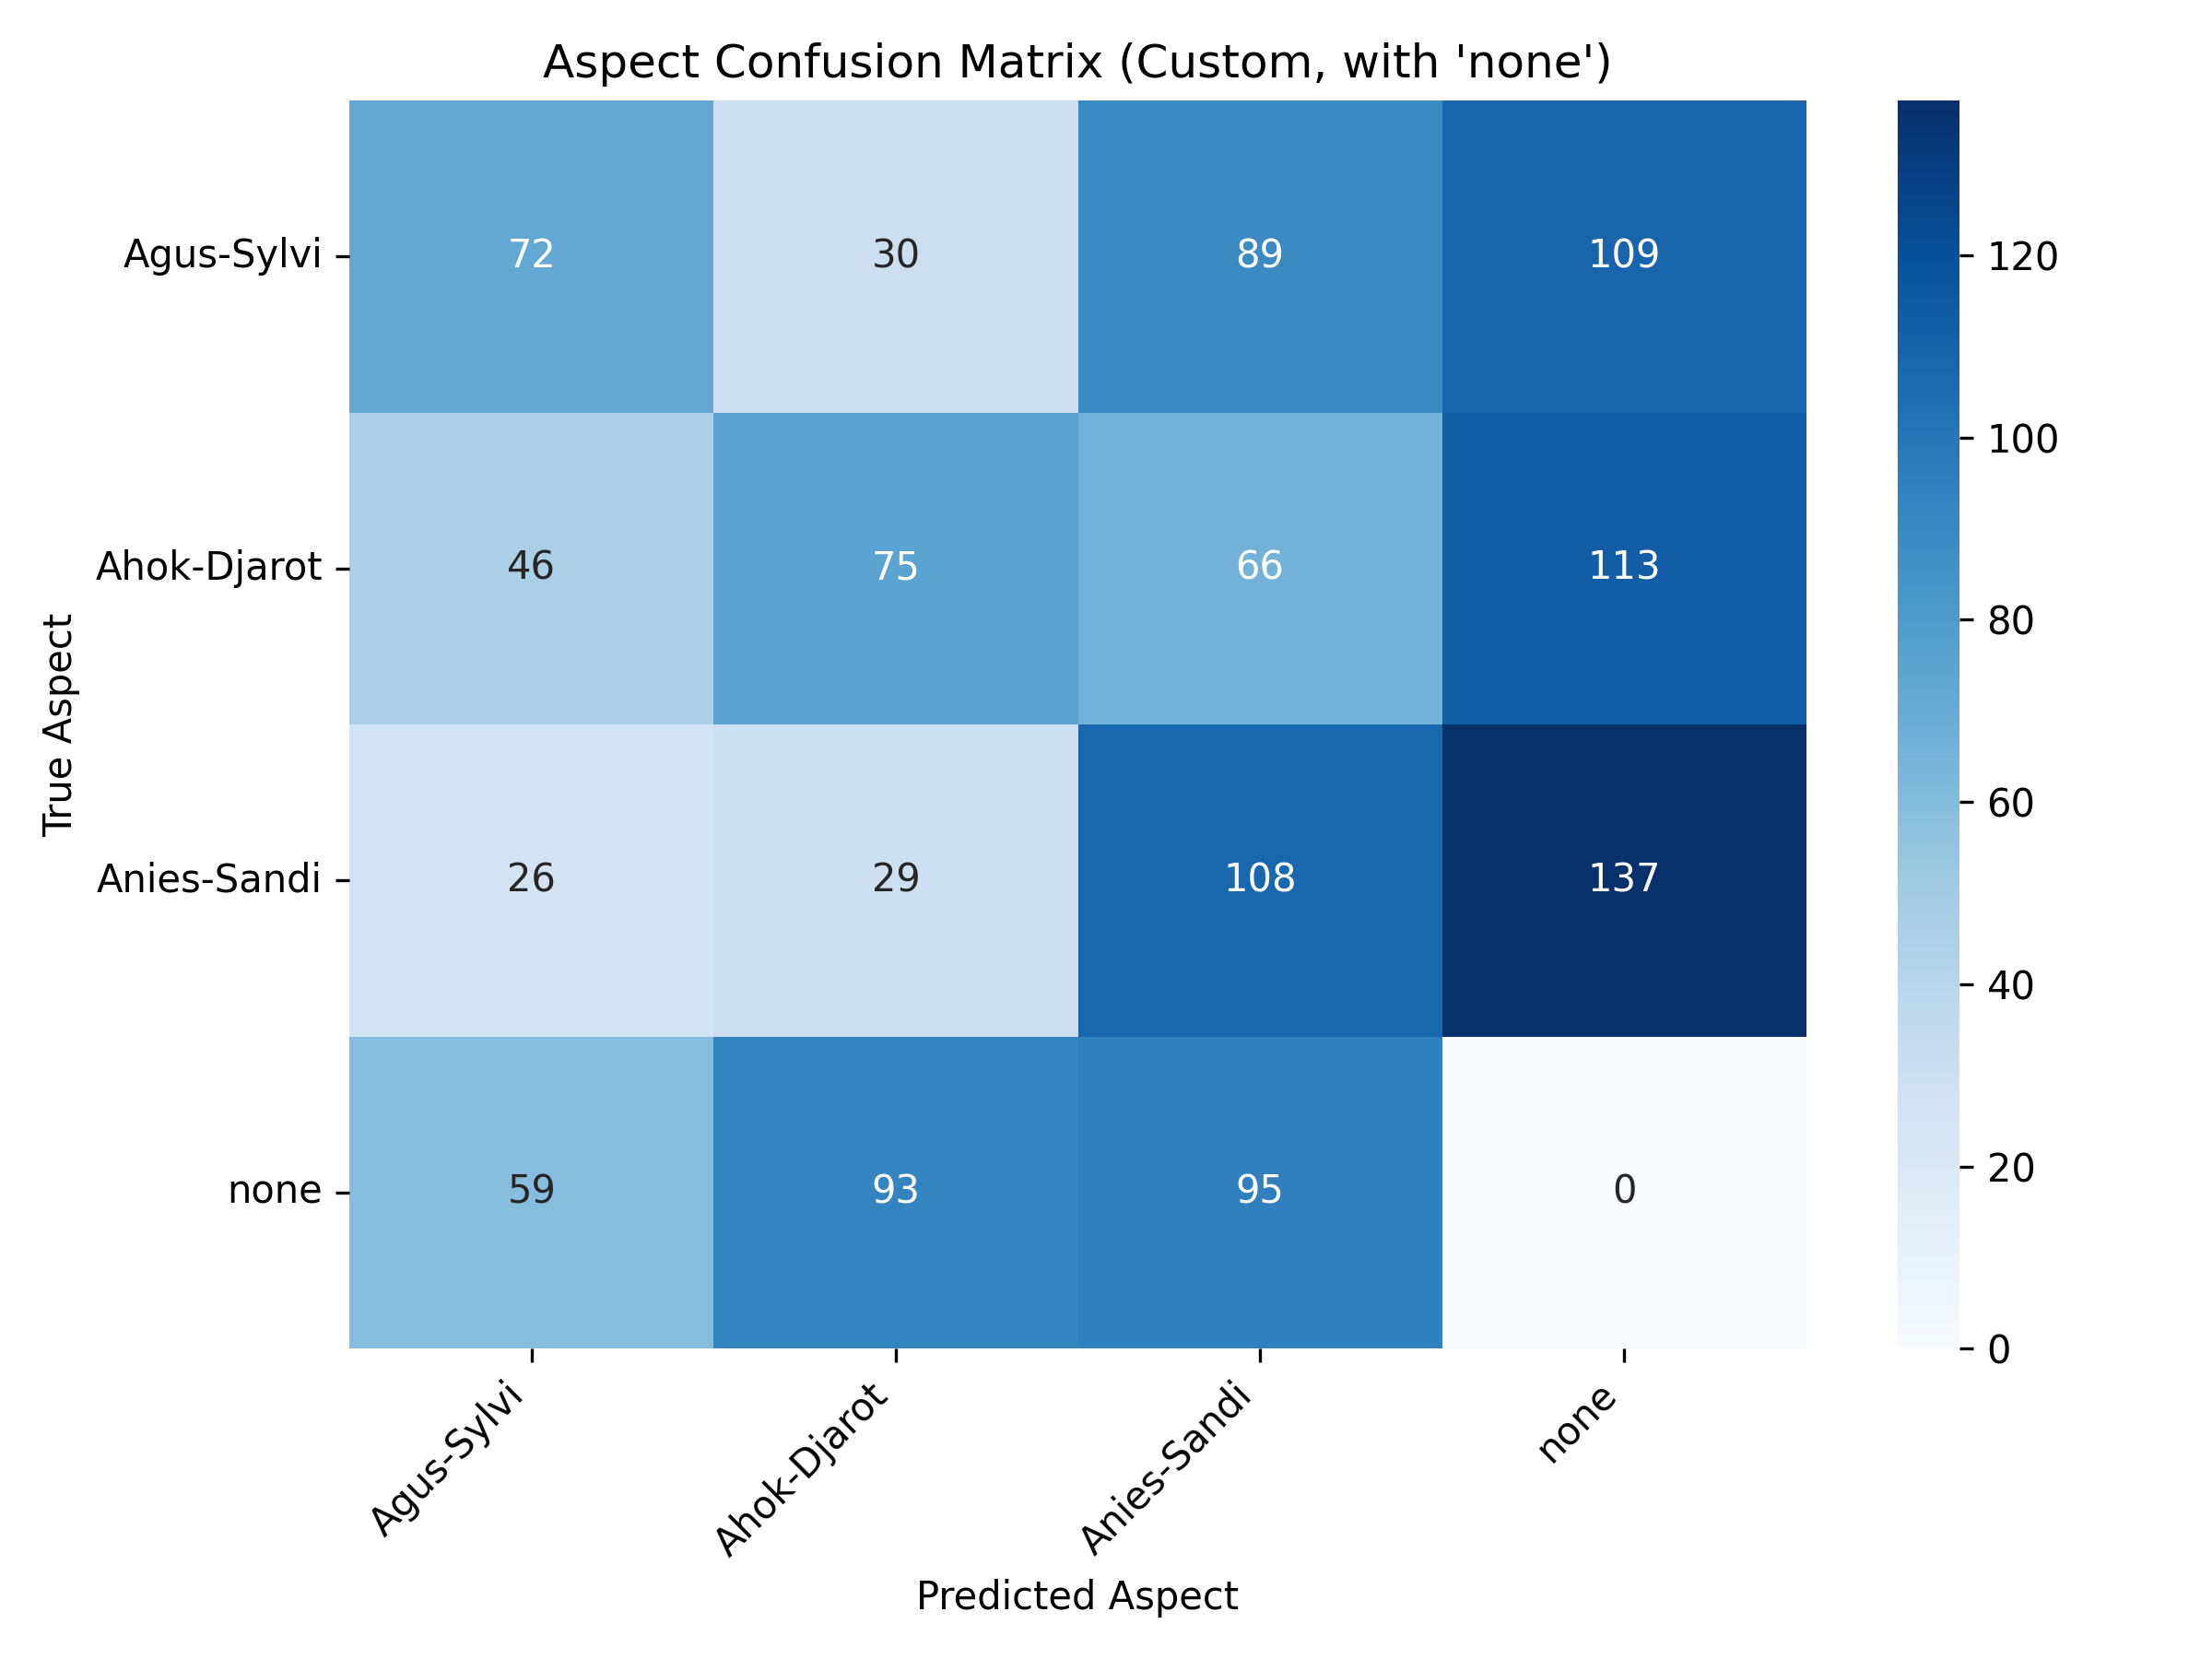 Aspect Confusion Matrix (Custom, with 'none')
True Aspect
Agus-Sylvi 72 30 89 109
Ahok-Djarot 46 75 66 113
Anies-Sandi 26 29 108 137
none 59 93 95 0
Agus-Sylvi Ahok-Djarot Anies-Sandi none
Predicted Aspect
120
100
80
60
40
20
0